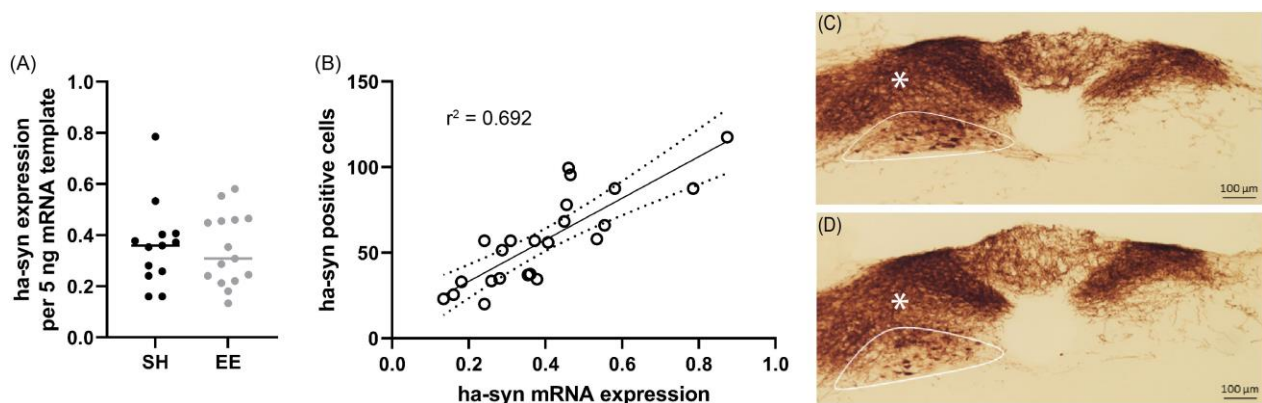 (A)
ha-syn expression
per 5 ng mRNA template
1.0
0.8
0.6
0.4
0.2
0.0
SH
EE
(B)
ha-syn positive cells
150
100
50
0
r² = 0.692
0.0
0.2
0.4
0.6
0.8
1.0
ha-syn mRNA expression
(C)
*
100 µm
(D)
*
100 µm